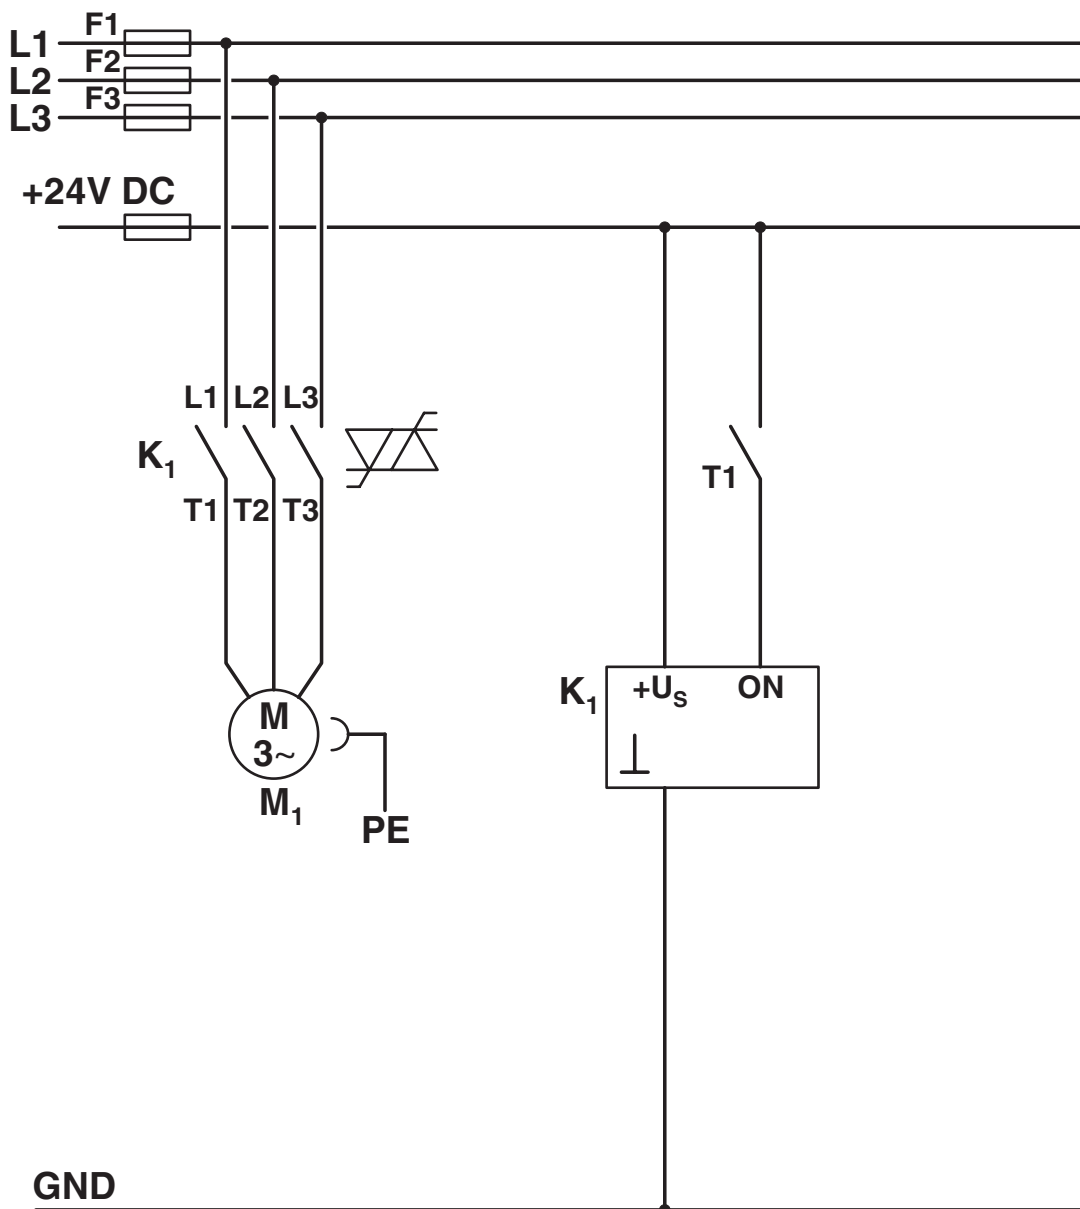 F1
L1
F2
L2
F3
L3
+24V DC
L1 L2 L3
K1
T1
T1 T2 T3
K1 +US ON
M
3~
M1
PE
GND